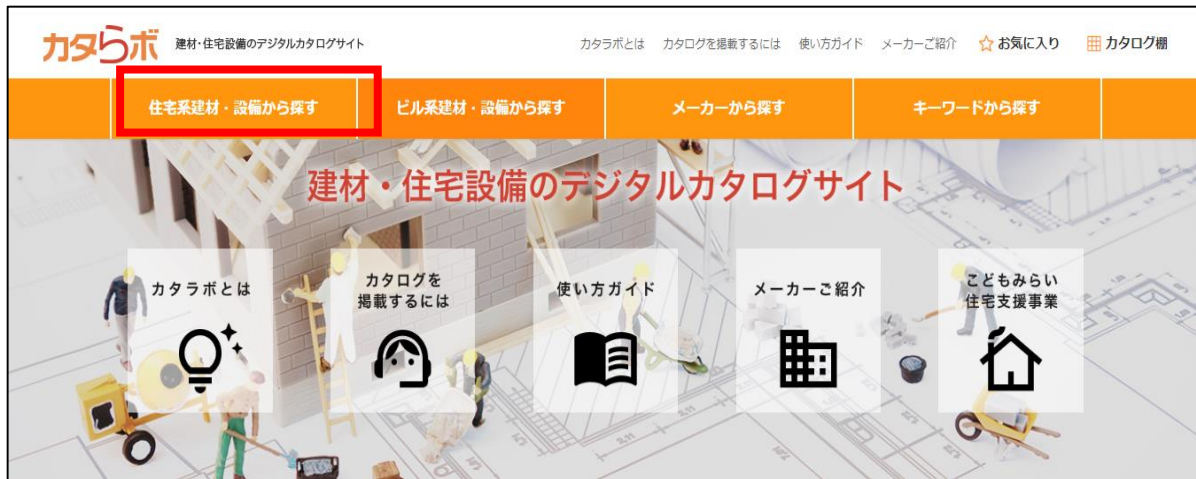 カタらボ 建材・住宅設備のデジタルカタログサイト
カタラボとは カタログを掲載するには 使い方ガイド メーカーご紹介 お気に入り カタログ棚
住宅系建材・設備から探す ビル系建材・設備から探す メーカーから探す キーワードから探す
建材・住宅設備のデジタルカタログサイト
カタラボとは
カタログを
掲載するには
使い方ガイド
メーカーご紹介
こどもみらい
住宅支援事業